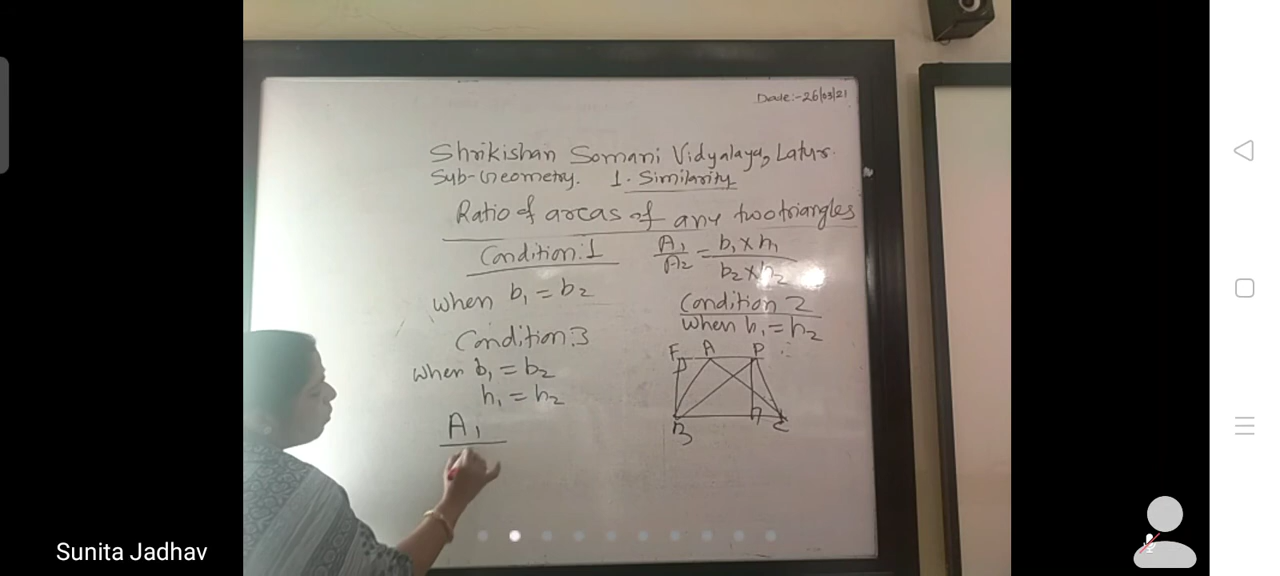 Date:-26/03/21
Shrikishan Somani Vidyalaya, Latur.
Sub-Geometry. 1. Similarity
Ratio of areas of any two triangles
Condition:1
A1/A2 = b1×h1/b2×h2
when b1 = b2
Condition 2
when h1 = h2
Condition:3
when b1 = b2
h1 = h2
A1
F A P ∴
B C
Sunita Jadhav